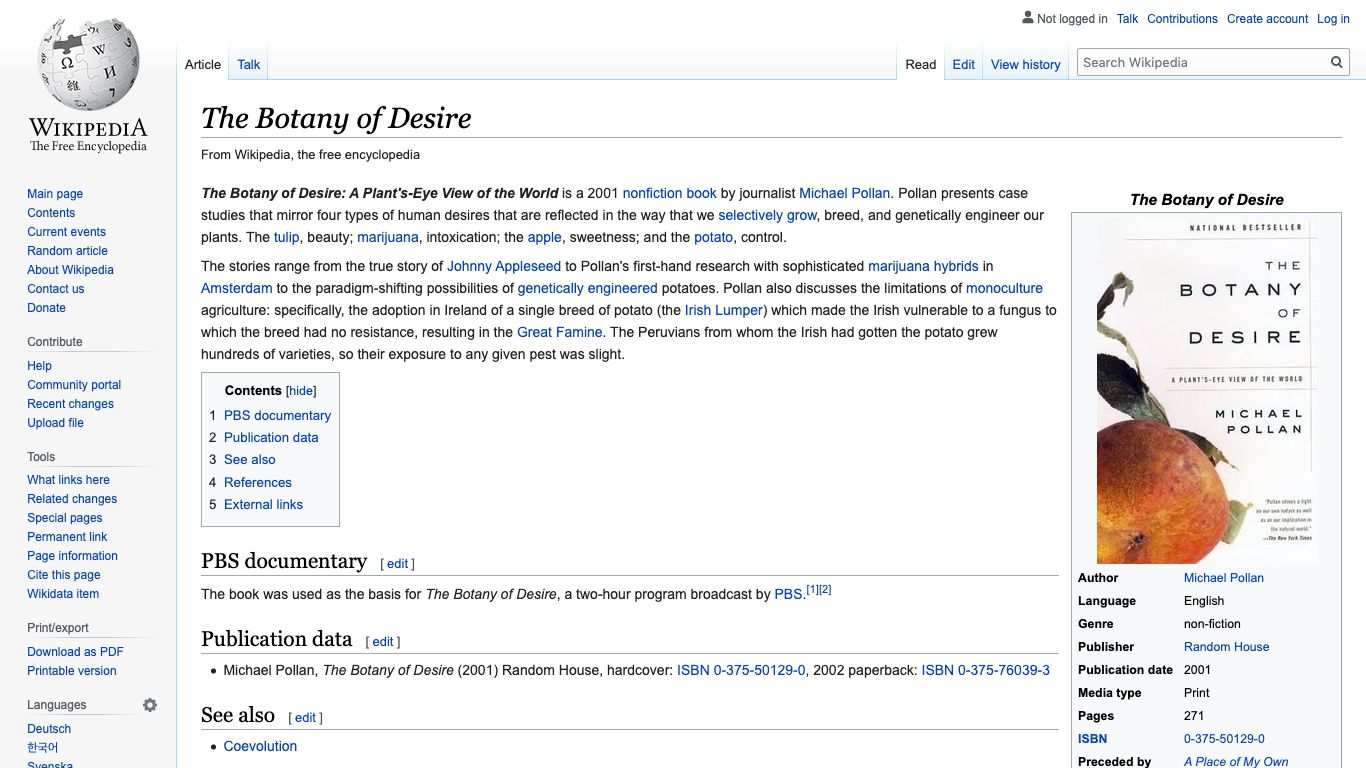 Not logged in Talk Contributions Create account Log in
Article Talk Read Edit View history Search Wikipedia
WIKIPEDIA
The Free Encyclopedia
Main page
Contents
Current events
Random article
About Wikipedia
Contact us
Donate
Contribute
Help
Community portal
Recent changes
Upload file
Tools
What links here
Related changes
Special pages
Permanent link
Page information
Cite this page
Wikidata item
Print/export
Download as PDF
Printable version
Languages
Deutsch
한국어
Svenska
The Botany of Desire
From Wikipedia, the free encyclopedia
The Botany of Desire: A Plant's-Eye View of the World is a 2001 nonfiction book by journalist Michael Pollan. Pollan presents case
studies that mirror four types of human desires that are reflected in the way that we selectively grow, breed, and genetically engineer our
plants. The tulip, beauty; marijuana, intoxication; the apple, sweetness; and the potato, control.
The stories range from the true story of Johnny Appleseed to Pollan's first-hand research with sophisticated marijuana hybrids in
Amsterdam to the paradigm-shifting possibilities of genetically engineered potatoes. Pollan also discusses the limitations of monoculture
agriculture: specifically, the adoption in Ireland of a single breed of potato (the Irish Lumper) which made the Irish vulnerable to a fungus to
which the breed had no resistance, resulting in the Great Famine. The Peruvians from whom the Irish had gotten the potato grew
hundreds of varieties, so their exposure to any given pest was slight.
Contents [hide]
1 PBS documentary
2 Publication data
3 See also
4 References
5 External links
PBS documentary [ edit ]
The book was used as the basis for The Botany of Desire, a two-hour program broadcast by PBS.[1][2]
Publication data [ edit ]
• Michael Pollan, The Botany of Desire (2001) Random House, hardcover: ISBN 0-375-50129-0, 2002 paperback: ISBN 0-375-76039-3
See also [ edit ]
• Coevolution
The Botany of Desire
NATIONAL BESTSELLER
THE
BOTANY
OF
DESIRE
A PLANT'S-EYE VIEW OF THE WORLD
MICHAEL
POLLAN
"Pollan shines a light
on our own nature as well
as on our implication in
the natural world."
—The New York Times
Author Michael Pollan
Language English
Genre non-fiction
Publisher Random House
Publication date 2001
Media type Print
Pages 271
ISBN 0-375-50129-0
Preceded by A Place of My Own